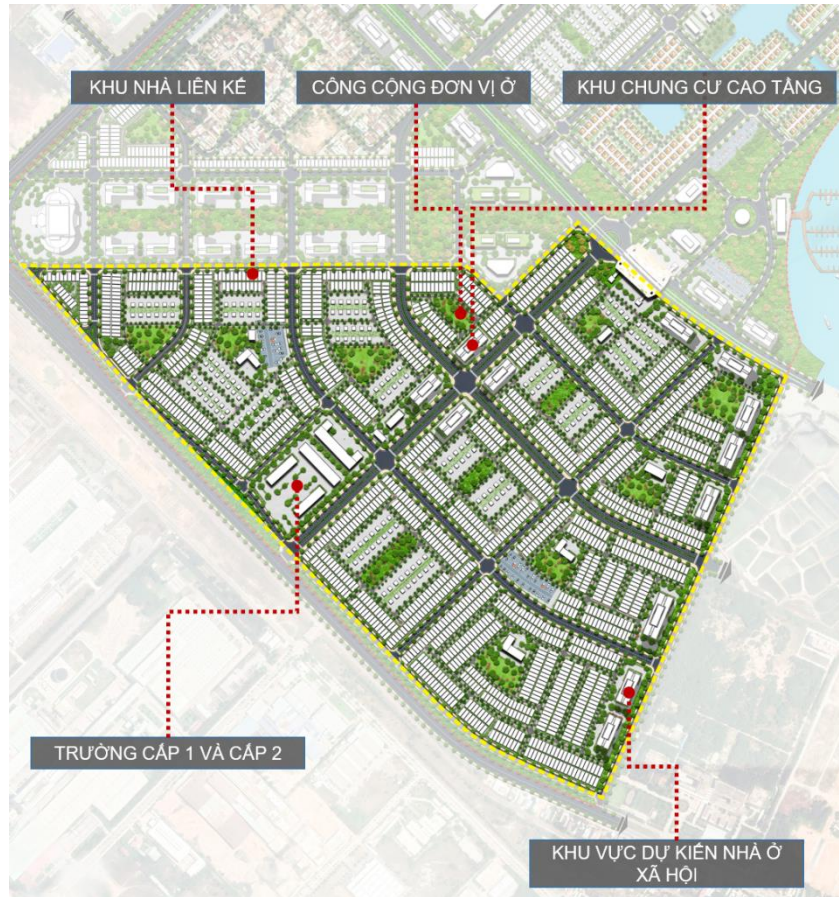 KHU NHÀ LIÊN KẾ
CÔNG CỘNG ĐƠN VỊ Ở
KHU CHUNG CƯ CAO TẦNG
TRƯỜNG CẤP 1 VÀ CẤP 2
KHU VỰC DỰ KIẾN NHÀ Ở
XÃ HỘI